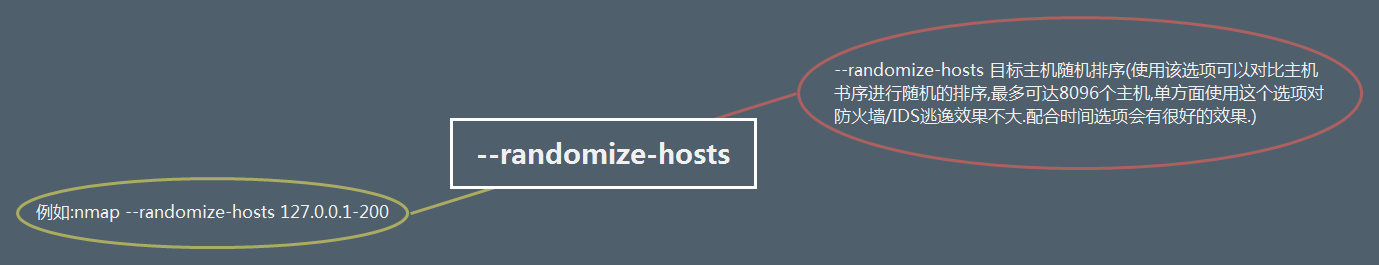 --randomize-hosts 目标主机随机排序(使用该选项可以对比主机
书序进行随机的排序,最多可达8096个主机,单方面使用这个选项对
防火墙/IDS逃逸效果不大.配合时间选项会有很好的效果.)
--randomize-hosts
例如:nmap --randomize-hosts 127.0.0.1-200